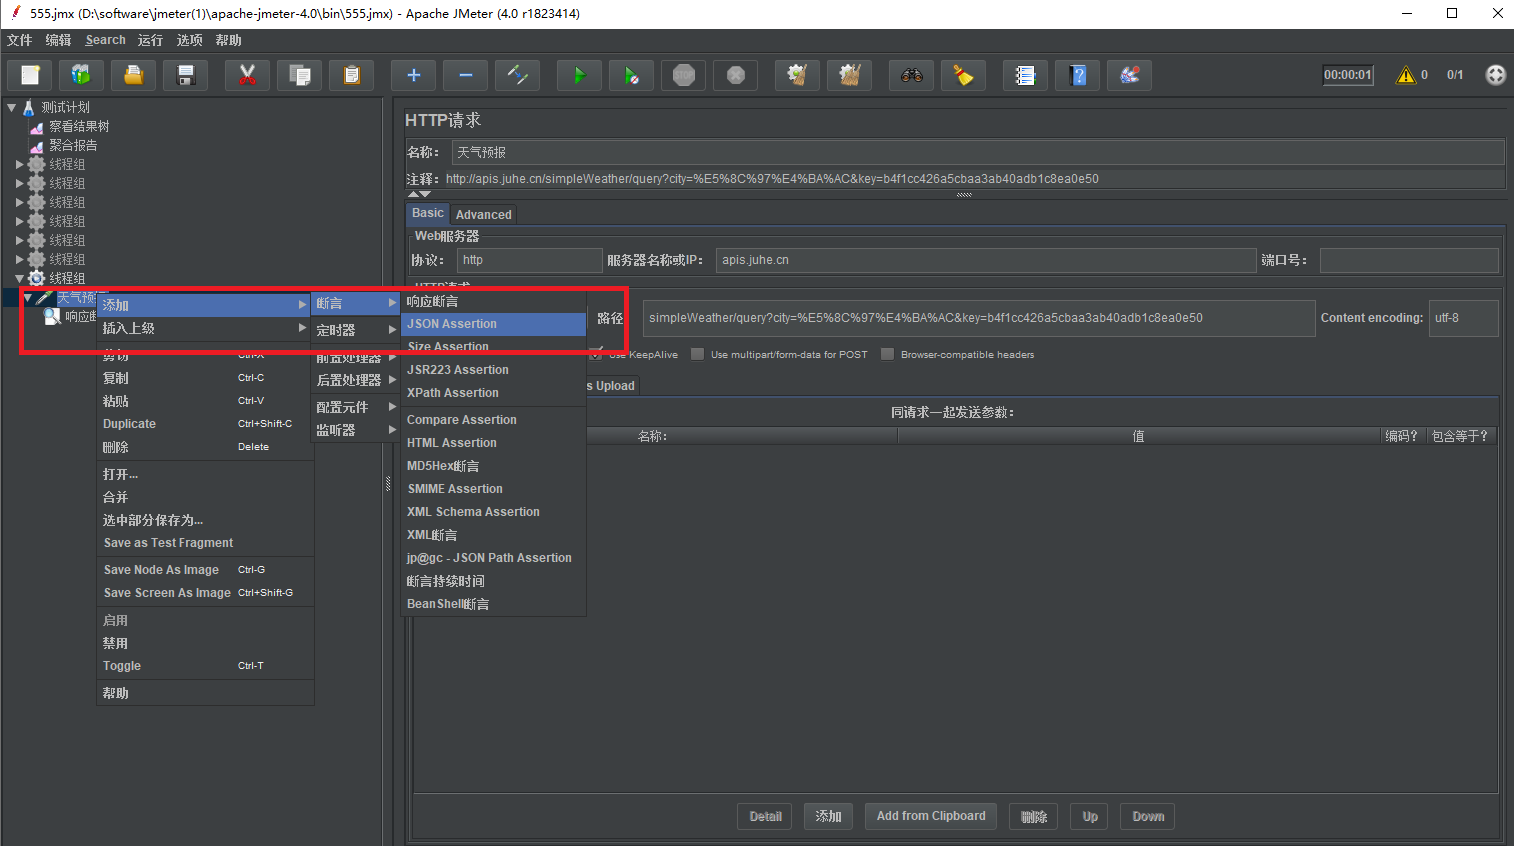 555.jmx (D:\software\jmeter(1)\apache-jmeter-4.0\bin\555.jmx) - Apache JMeter (4.0 r1823414)
文件 编辑 Search 运行 选项 帮助
STOP 00:00:01 0 0/1
测试计划
察看结果树
聚合报告
线程组
线程组
线程组
线程组
线程组
线程组
线程组
天气预报
响应断
添加
插入上级
剪切 Ctrl-X
复制 Ctrl-C
粘贴 Ctrl-V
Duplicate Ctrl+Shift-C
删除 Delete
打开...
合并
选中部分保存为...
Save as Test Fragment
Save Node As Image Ctrl-G
Save Screen As Image Ctrl+Shift-G
启用
禁用
Toggle Ctrl-T
帮助
断言
定时器
前置处理器
后置处理器
配置元件
监听器
响应断言
JSON Assertion
Size Assertion
JSR223 Assertion
XPath Assertion
Compare Assertion
HTML Assertion
MD5Hex断言
SMIME Assertion
XML Schema Assertion
XML断言
jp@gc - JSON Path Assertion
断言持续时间
BeanShell断言
HTTP请求
名称： 天气预报
注释： http://apis.juhe.cn/simpleWeather/query?city=%E5%8C%97%E4%BA%AC&key=b4f1cc426a5cbaa3ab40adb1c8ea0e50
Basic Advanced
Web服务器
协议： http 服务器名称或IP： apis.juhe.cn 端口号：
HTTP请求
路径 simpleWeather/query?city=%E5%8C%97%E4%BA%AC&key=b4f1cc426a5cbaa3ab40adb1c8ea0e50 Content encoding: utf-8
Use KeepAlive Use multipart/form-data for POST Browser-compatible headers
s Upload
同请求一起发送参数：
名称： 值 编码？ 包含等于？
Detail 添加 Add from Clipboard 删除 Up Down